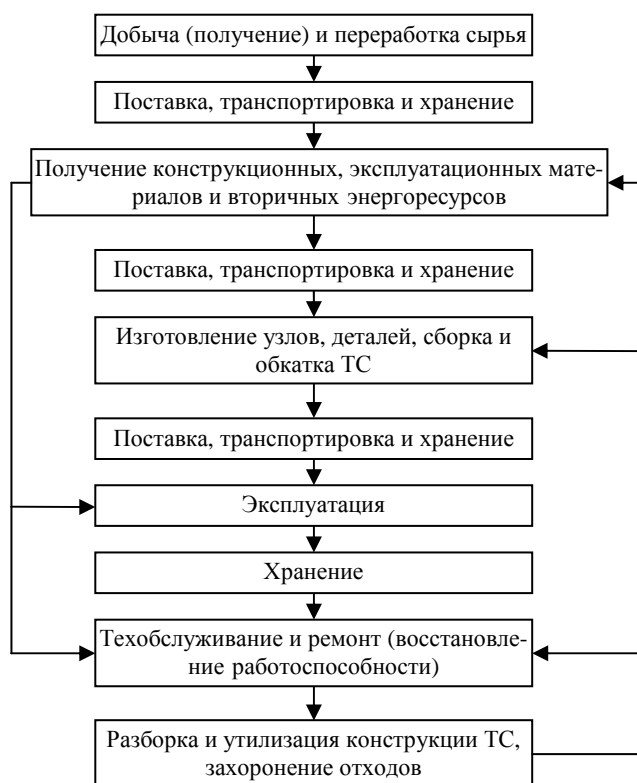 Добыча (получение) и переработка сырья
Поставка, транспортировка и хранение
Получение конструкционных, эксплуатационных мате-
риалов и вторичных энергоресурсов
Поставка, транспортировка и хранение
Изготовление узлов, деталей, сборка и
обкатка ТС
Поставка, транспортировка и хранение
Эксплуатация
Хранение
Техобслуживание и ремонт (восстановле-
ние работоспособности)
Разборка и утилизация конструкции ТС,
захоронение отходов